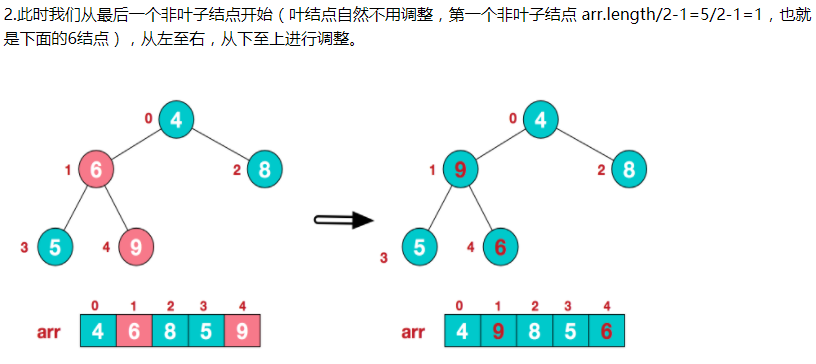 2.此时我们从最后一个非叶子结点开始（叶结点自然不用调整，第一个非叶子结点 arr.length/2-1=5/2-1=1，也就
是下面的6结点），从左至右，从下至上进行调整。
0 4 0 4
1 6 2 8 1 9 2 8
3 5 4 9 3 5 4 6
0 1 2 3 4 0 1 2 3 4
arr 4 6 8 5 9 arr 4 9 8 5 6